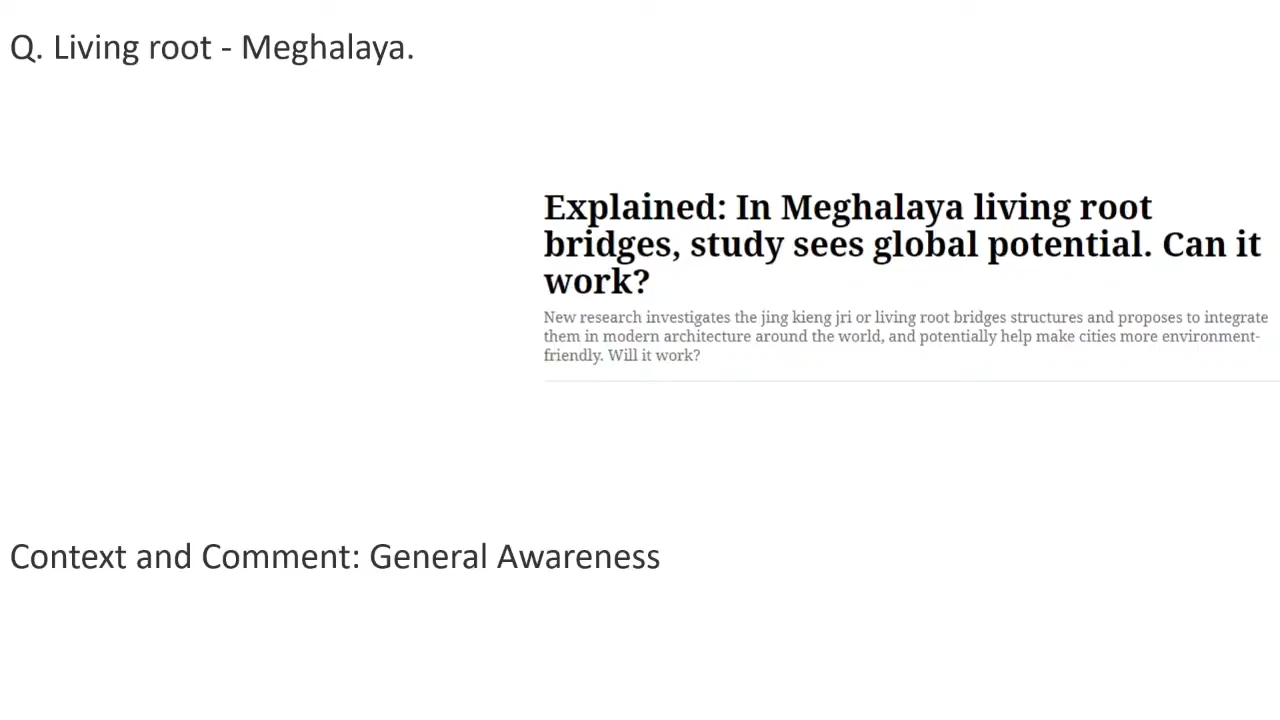 Q. Living root - Meghalaya.
Explained: In Meghalaya living root
bridges, study sees global potential. Can it
work?
New research investigates the jing kieng jri or living root bridges structures and proposes to integrate
them in modern architecture around the world, and potentially help make cities more environment-
friendly. Will it work?
Context and Comment: General Awareness